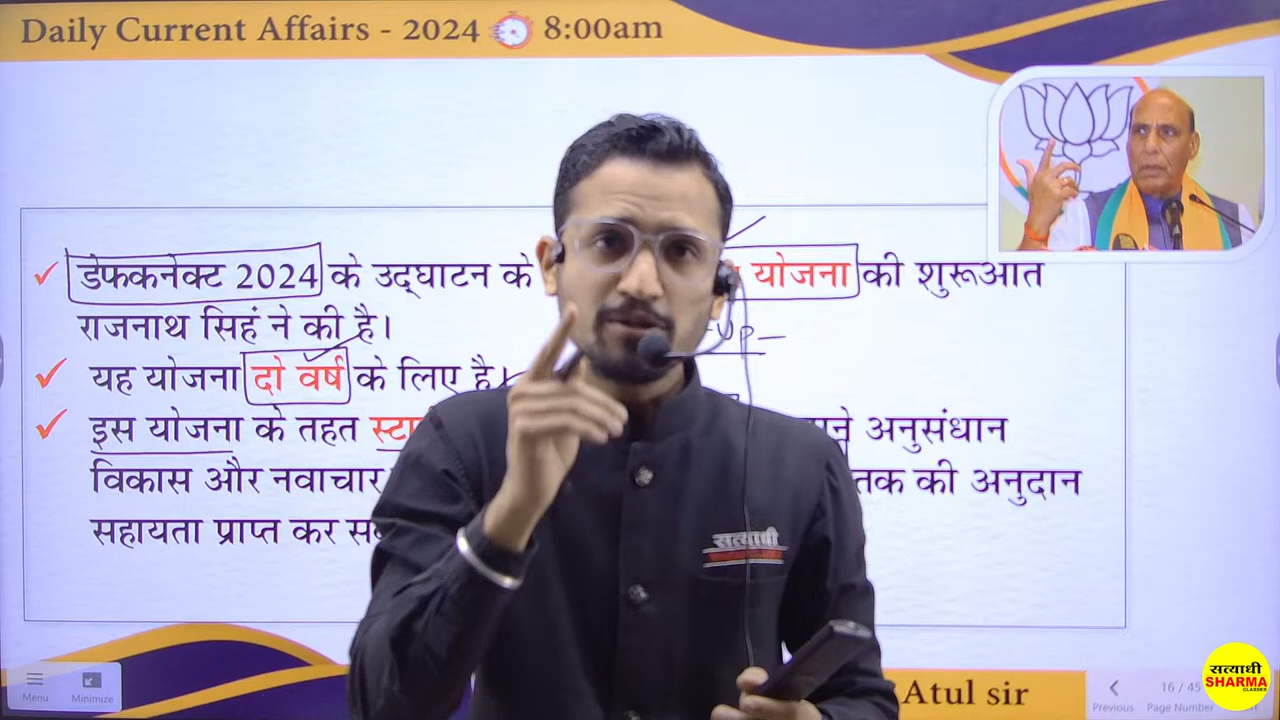 Daily Current Affairs - 2024 8:00am
डेफकनेक्ट 2024 के उद्घाटन के योजना की शुरूआत
राजनाथ सिहं ने की है।
यह योजना दो वर्ष के लिए है।
इस योजना के तहत अनुसंधान
विकास और नवाचार तक की अनुदान
सहायता प्राप्त कर
सत्यार्थी
Menu
Minimize
Atul sir
Previous
16 / 45
Page Number
सत्यार्थी
SHARMA
CLASSES